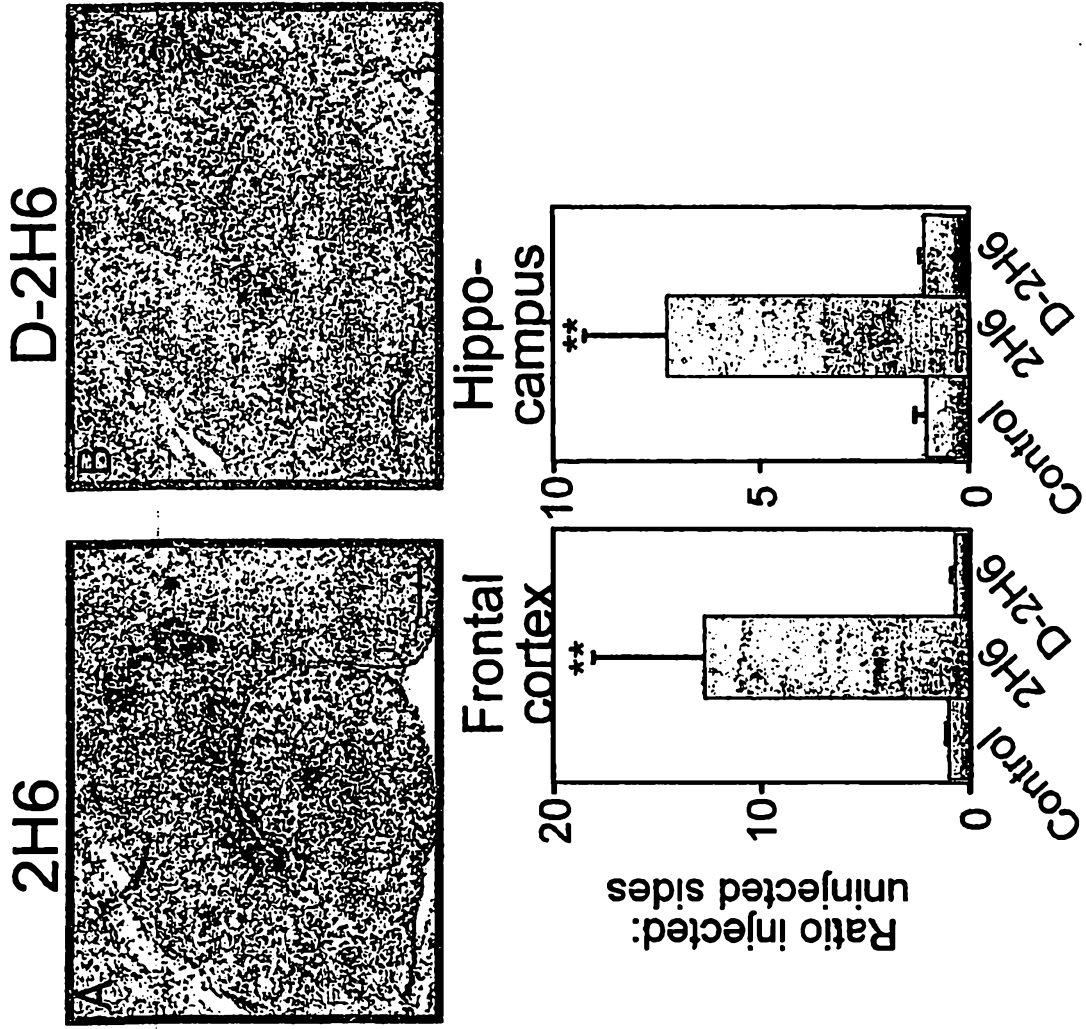 2H6
D-2H6
A
B
Frontal
cortex
Hippo-
campus
Ratio injected:
uninjected sides
20
10
0
**
Control
2H6
D-2H6
10
5
0
**
Control
2H6
D-2H6